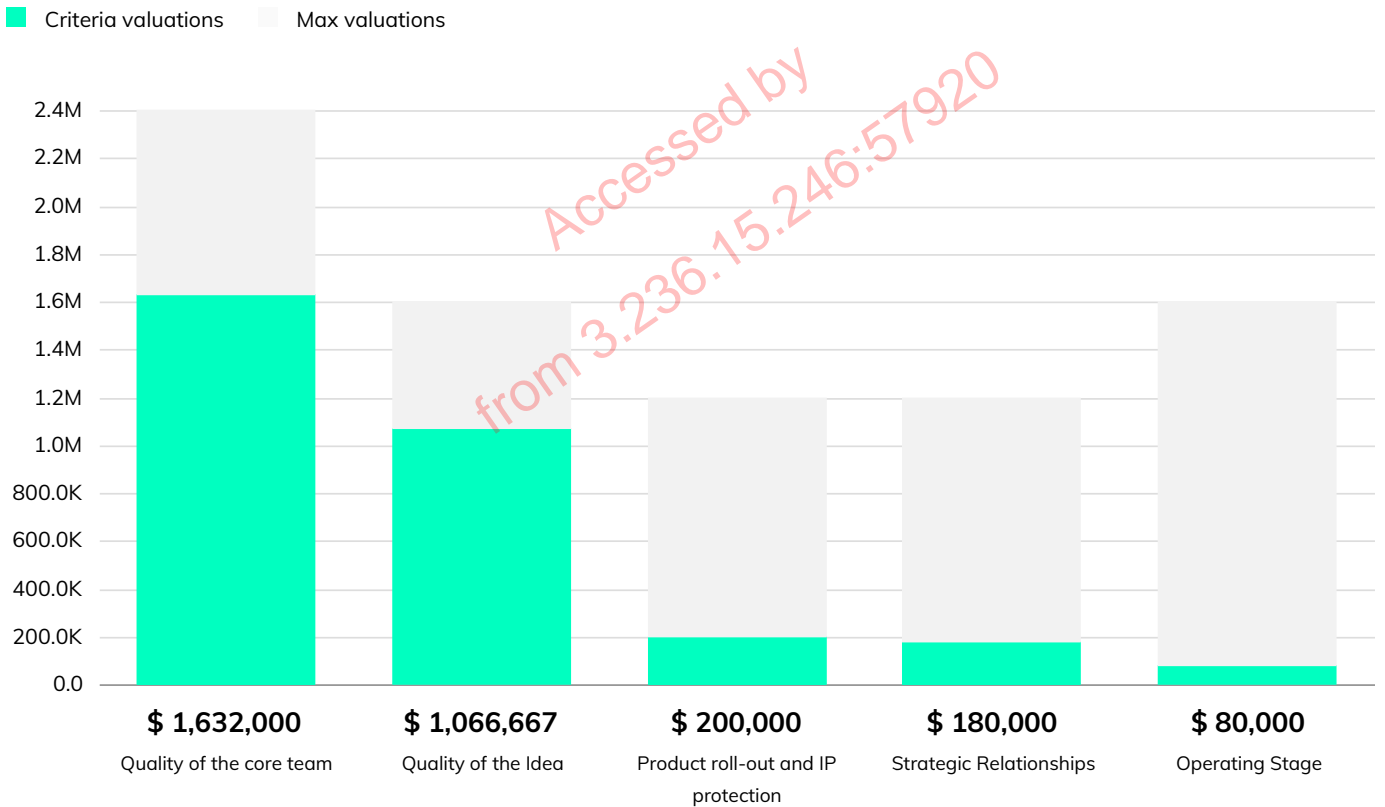 Criteria valuations
Max valuations
Accessed by
from 3.236.15.246:57920
2.4M
2.2M
2.0M
1.8M
1.6M
1.4M
1.2M
1.0M
800.0K
600.0K
400.0K
200.0K
0.0
$ 1,632,000
Quality of the core team
$ 1,066,667
Quality of the Idea
$ 200,000
Product roll-out and IP
protection
$ 180,000
Strategic Relationships
$ 80,000
Operating Stage